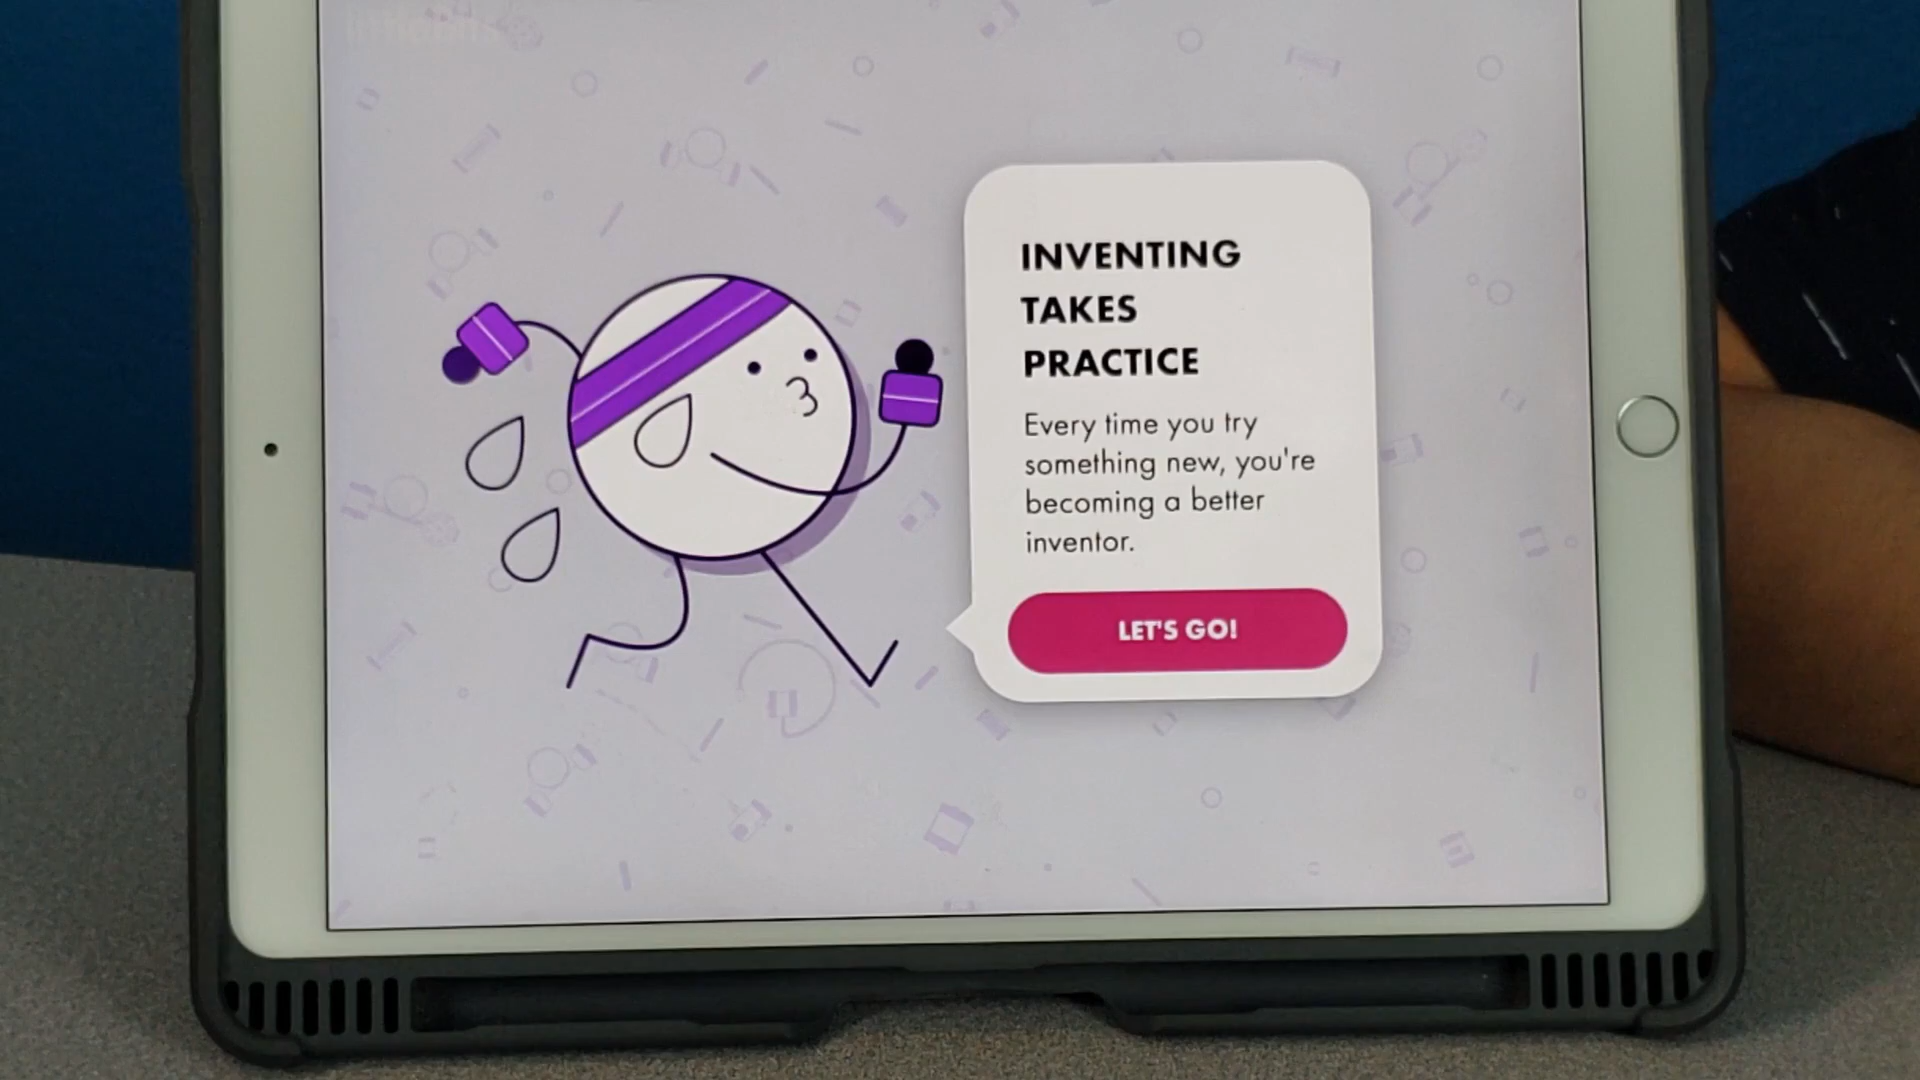 INVENTING
TAKES
PRACTICE
Every time you try
something new, you're
becoming a better
inventor.
LET'S GO!